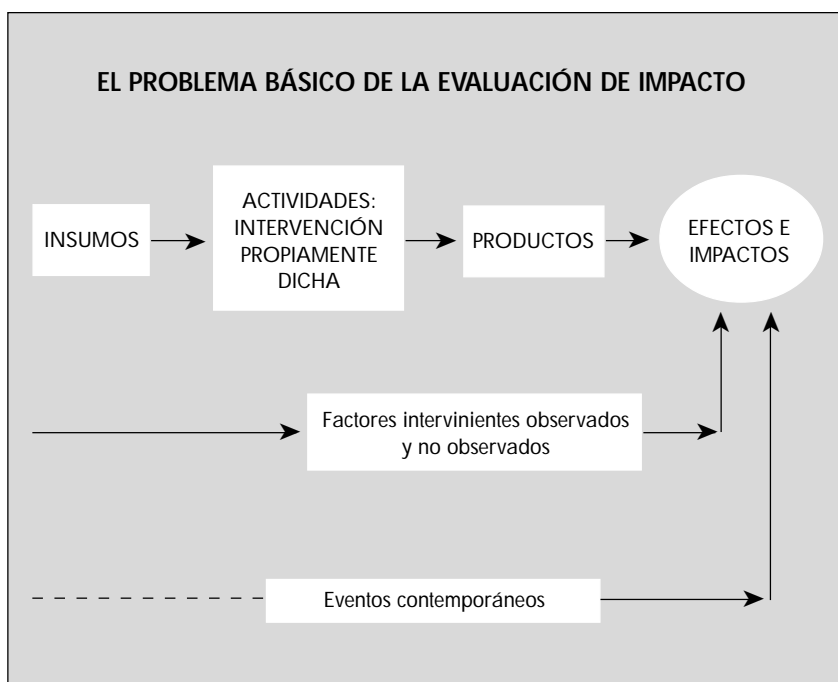 EL PROBLEMA BÁSICO DE LA EVALUACIÓN DE IMPACTO
INSUMOS
ACTIVIDADES:
INTERVENCIÓN
PROPIAMENTE
DICHA
PRODUCTOS
EFECTOS E
IMPACTOS
Factores intervinientes observados
y no observados
Eventos contemporáneos